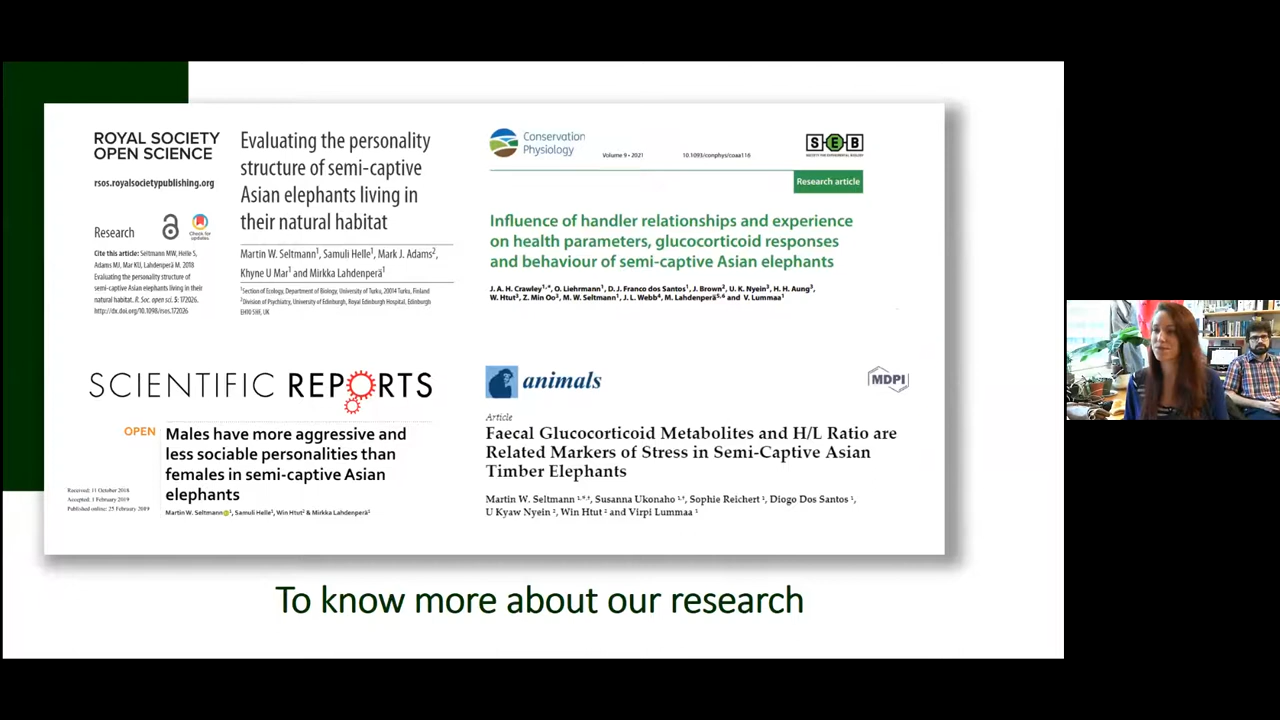 ROYAL SOCIETY
OPEN SCIENCE
rsos.royalsocietypublishing.org
Research
Check for
updates
Cite this article: Seltmann MW, Helle S,
Adams MJ, Mar KU, Lahdenperä M. 2018
Evaluating the personality structure of
semi-captive Asian elephants living in their
natural habitat. R. Soc. open sci. 5: 172026.
http://dx.doi.org/10.1098/rsos.172026
Evaluating the personality
structure of semi-captive
Asian elephants living in
their natural habitat
Martin W. Seltmann1, Samuli Helle1, Mark J. Adams2,
Khyne U Mar1 and Mirkka Lahdenperä1
1Section of Ecology, Department of Biology, University of Turku, 20014 Turku, Finland
2Division of Psychiatry, University of Edinburgh, Royal Edinburgh Hospital, Edinburgh
EH10 5HF, UK
Conservation
Physiology
Volume 9 • 2021
10.1093/conphys/coaa116
SEB
SOCIETY FOR EXPERIMENTAL BIOLOGY
Research article
Influence of handler relationships and experience
on health parameters, glucocorticoid responses
and behaviour of semi-captive Asian elephants
J. A. H. Crawley1,*, O. Liehrmann1, D. J. Franco dos Santos1, J. Brown2, U. K. Nyein3, H. H. Aung3,
W. Htut3, Z. Min Oo3, M. W. Seltmann1, J. L. Webb4, M. Lahdenperä5,6 and V. Lummaa1
SCIENTIFIC REPORTS
OPEN
Males have more aggressive and
less sociable personalities than
females in semi-captive Asian
elephants
Received: 11 October 2018
Accepted: 1 February 2019
Published online: 25 February 2019
Martin W. Seltmann1, Samuli Helle1, Win Htut2 & Mirkka Lahdenperä1
animals
MDPI
Article
Faecal Glucocorticoid Metabolites and H/L Ratio are
Related Markers of Stress in Semi-Captive Asian
Timber Elephants
Martin W. Seltmann 1,*,†, Susanna Ukonaho 1,†, Sophie Reichert 1, Diogo Dos Santos 1,
U Kyaw Nyein 2, Win Htut 2 and Virpi Lummaa 1
To know more about our research